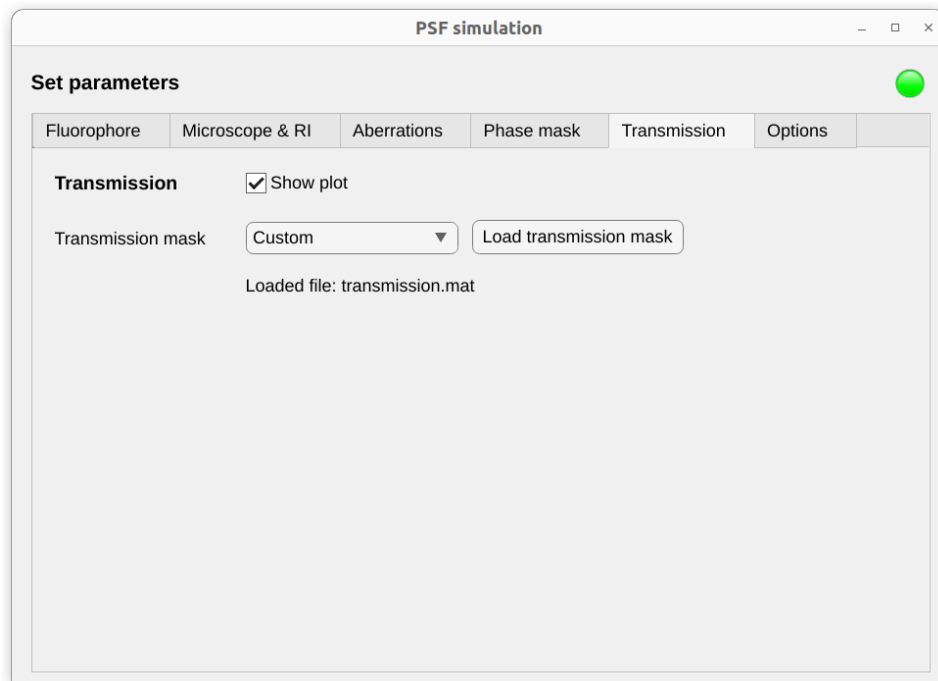 PSF simulation
Set parameters
Fluorophore Microscope & RI Aberrations Phase mask Transmission Options
Transmission Show plot
Transmission mask Custom Load transmission mask
Loaded file: transmission.mat